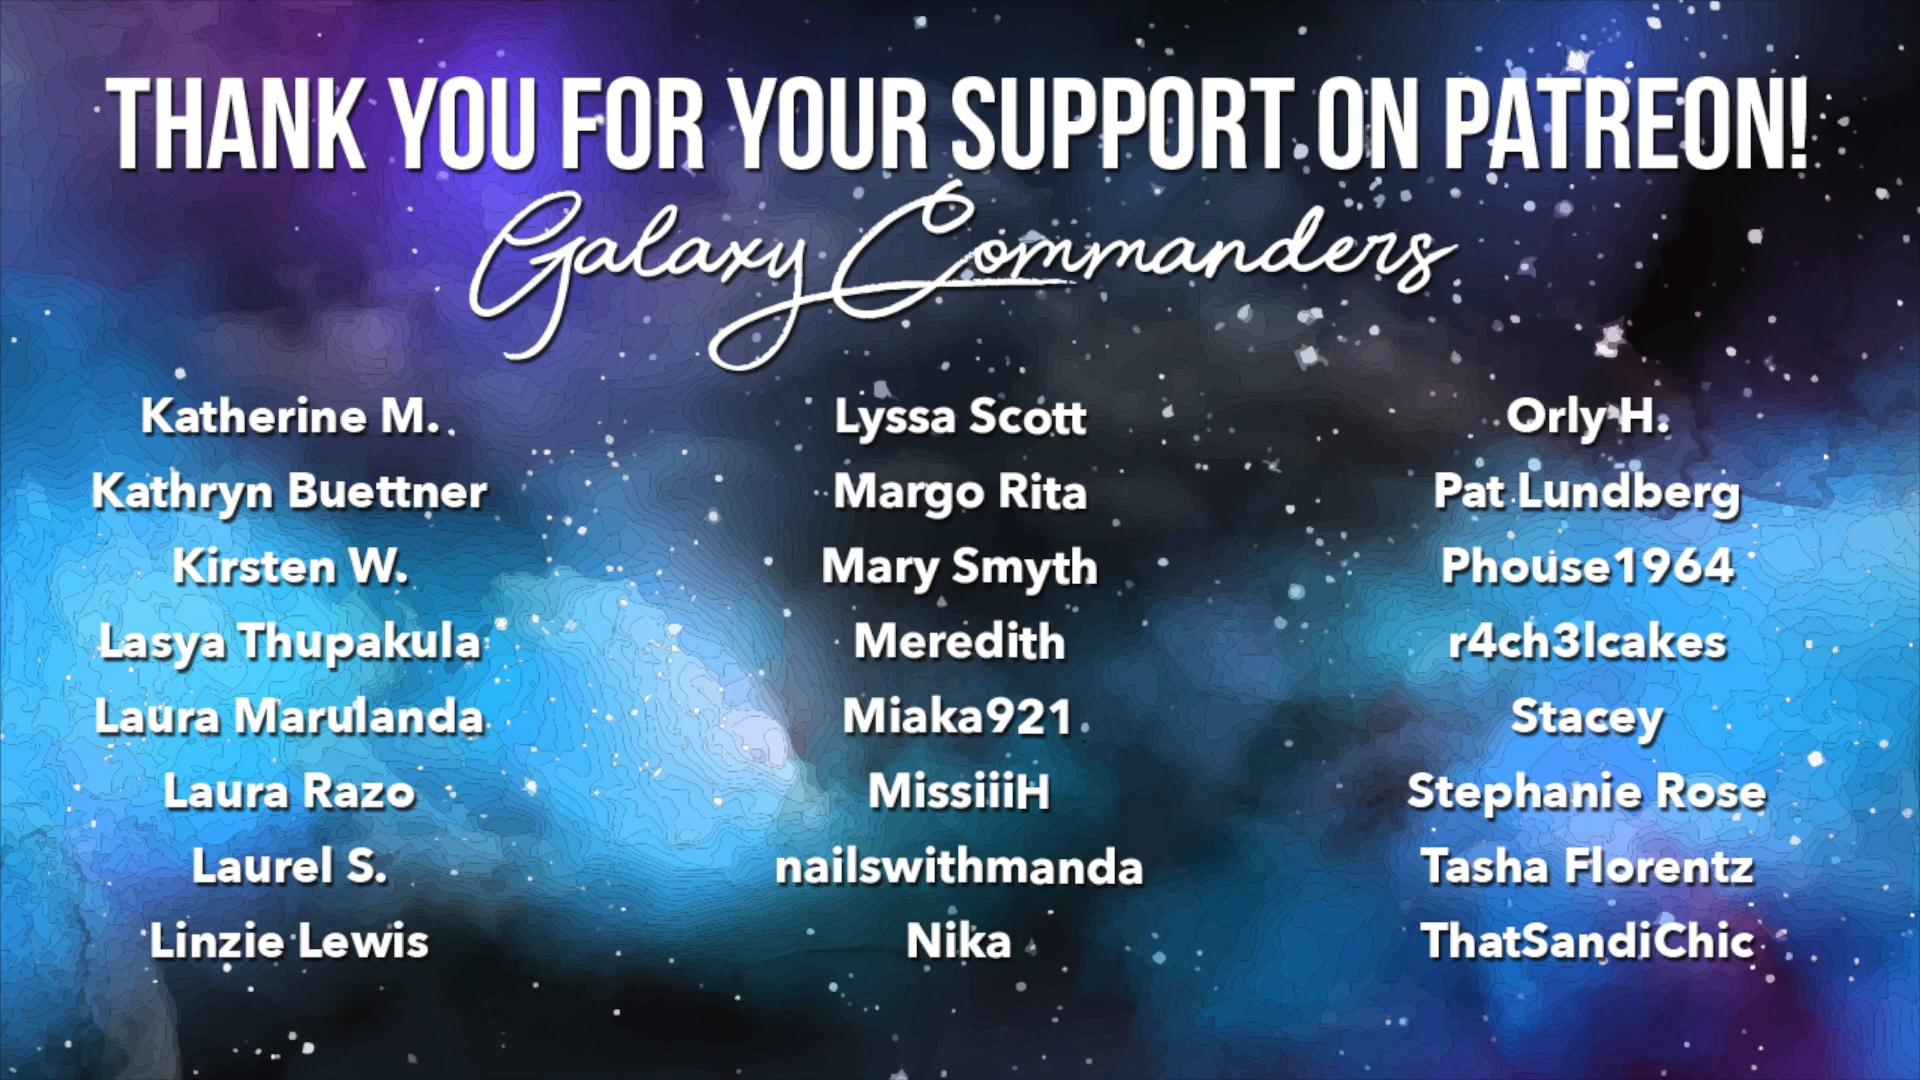 THANK YOU FOR YOUR SUPPORT ON PATREON!
Galaxy Commanders
Katherine M.
Kathryn Buettner
Kirsten W.
Lasya Thupakula
Laura Marulanda
Laura Razo
Laurel S.
Linzie Lewis
Lyssa Scott
Margo Rita
Mary Smyth
Meredith
Miaka921
MissiiiH
nailswithmanda
Nika
Orly H.
Pat Lundberg
Phouse1964
r4ch3lcakes
Stacey
Stephanie Rose
Tasha Florentz
ThatSandiChic